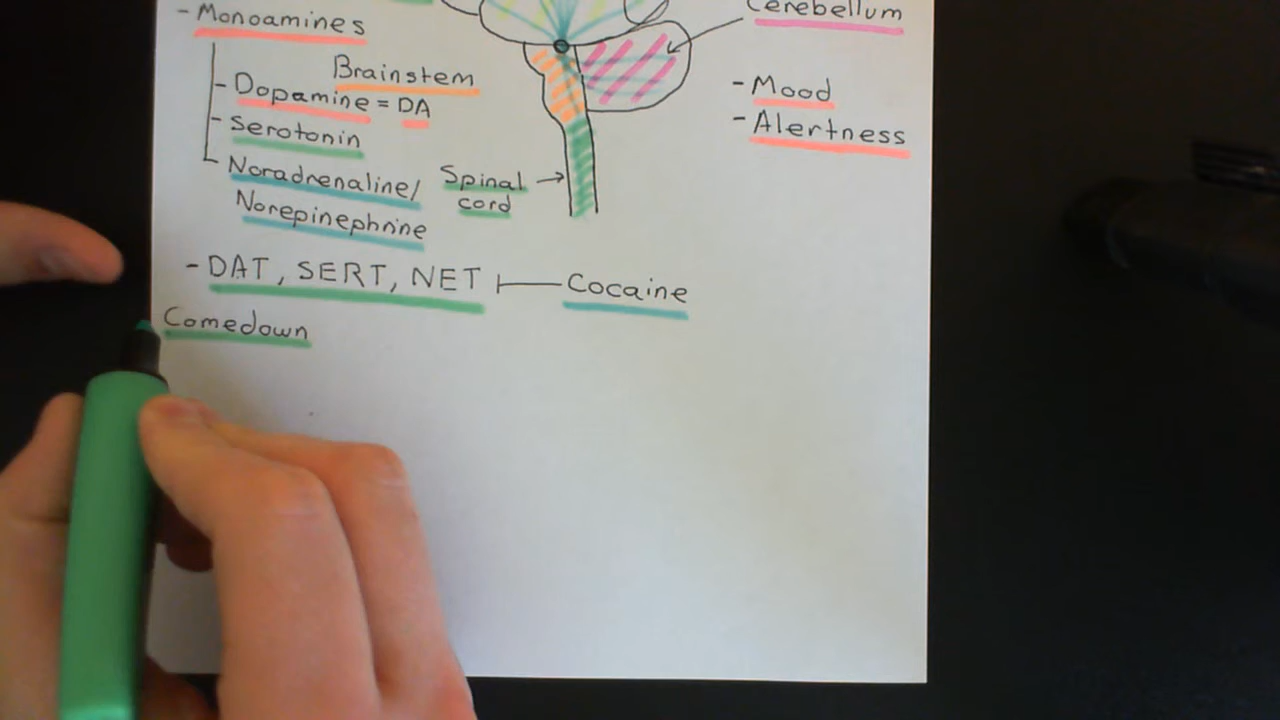 - Monoamines
Brainstem
- Dopamine = DA
- Serotonin
Noradrenaline/
Norepinephrine
Spinal
cord
Cerebellum
- Mood
- Alertness
- DAT, SERT, NET
Cocaine
Comedown